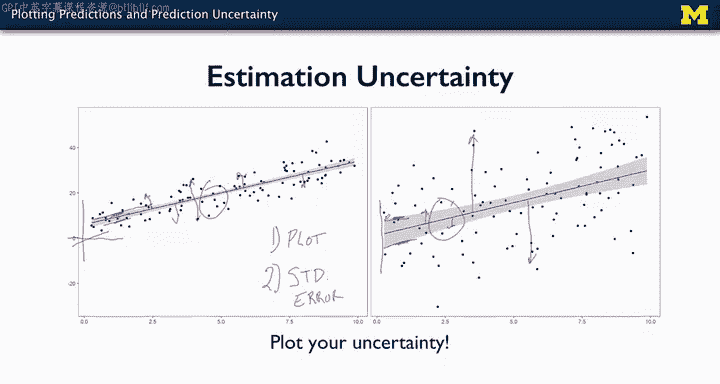 Plotting Predictions and Prediction Uncertainty
M
Estimation Uncertainty
40
20
0
-20
0.0 2.5 5.0 7.5 10.0
0.0 2.5 5.0 7.5 10.0
1) PLOT
2) STD.
ERROR
Plot your uncertainty!